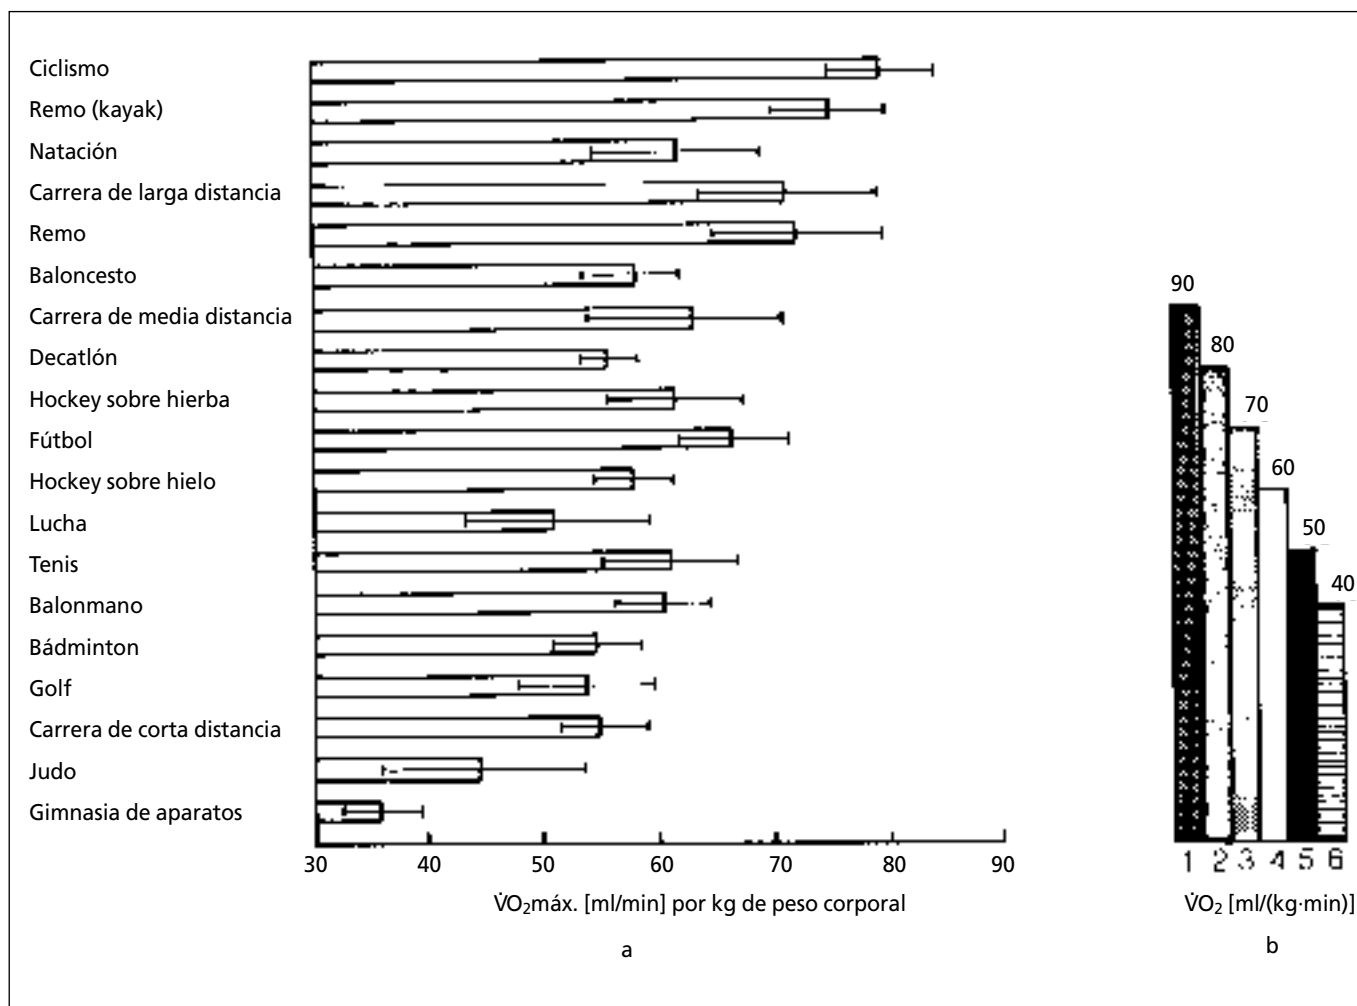 Ciclismo
Remo (kayak)
Natación
Carrera de larga distancia
Remo
Baloncesto
Carrera de media distancia
Decatlón
Hockey sobre hierba
Fútbol
Hockey sobre hielo
Lucha
Tenis
Balonmano
Bádminton
Golf
Carrera de corta distancia
Judo
Gimnasia de aparatos
30 40 50 60 70 80 90
V̇O₂máx. [ml/min] por kg de peso corporal
a
90
80
70
60
50
40
1 2 3 4 5 6
V̇O₂ [ml/(kg·min)]
b